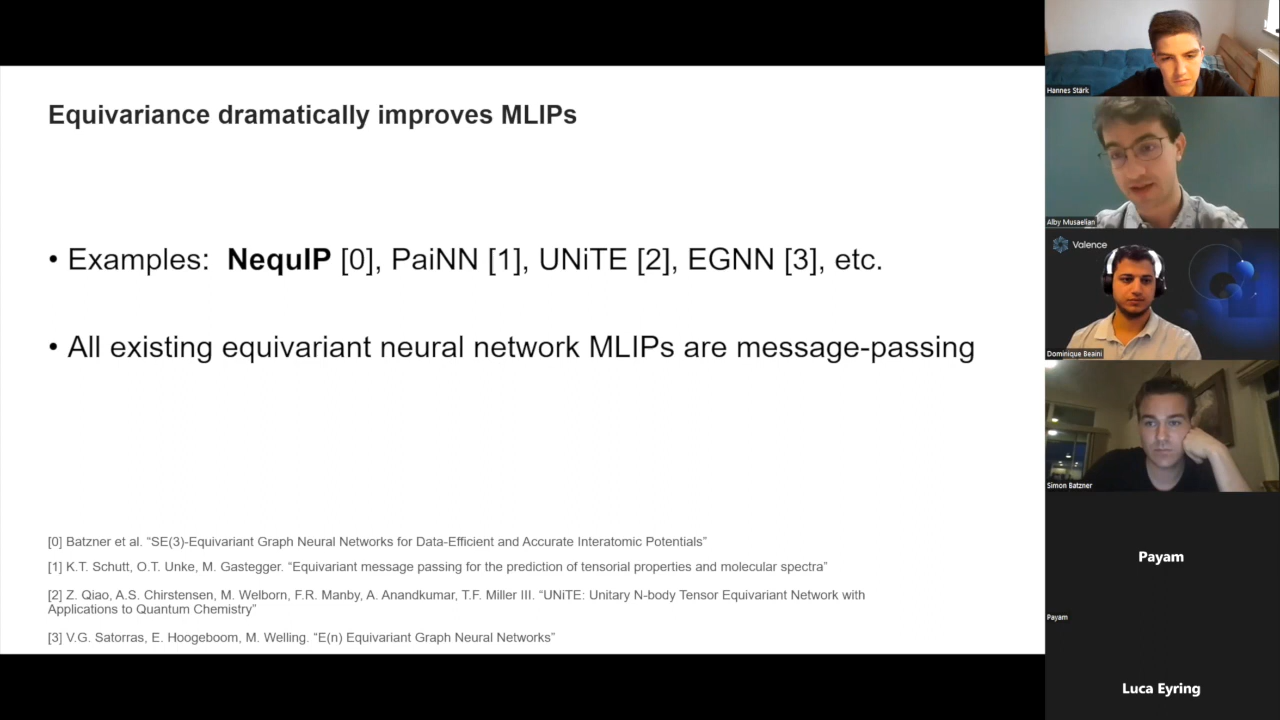 Equivariance dramatically improves MLIPs
• Examples: NequIP [0], PaiNN [1], UNiTE [2], EGNN [3], etc.
• All existing equivariant neural network MLIPs are message-passing
[0] Batzner et al. “SE(3)-Equivariant Graph Neural Networks for Data-Efficient and Accurate Interatomic Potentials”
[1] K.T. Schutt, O.T. Unke, M. Gastegger. “Equivariant message passing for the prediction of tensorial properties and molecular spectra”
[2] Z. Qiao, A.S. Chirstensen, M. Welborn, F.R. Manby, A. Anandkumar, T.F. Miller III. “UNiTE: Unitary N-body Tensor Equivariant Network with
Applications to Quantum Chemistry”
[3] V.G. Satorras, E. Hoogeboom, M. Welling. “E(n) Equivariant Graph Neural Networks”
Hannes Stärk
Alby Musaelian
Valence
Dominique Beaini
Simon Batzner
Payam
Payam
Luca Eyring